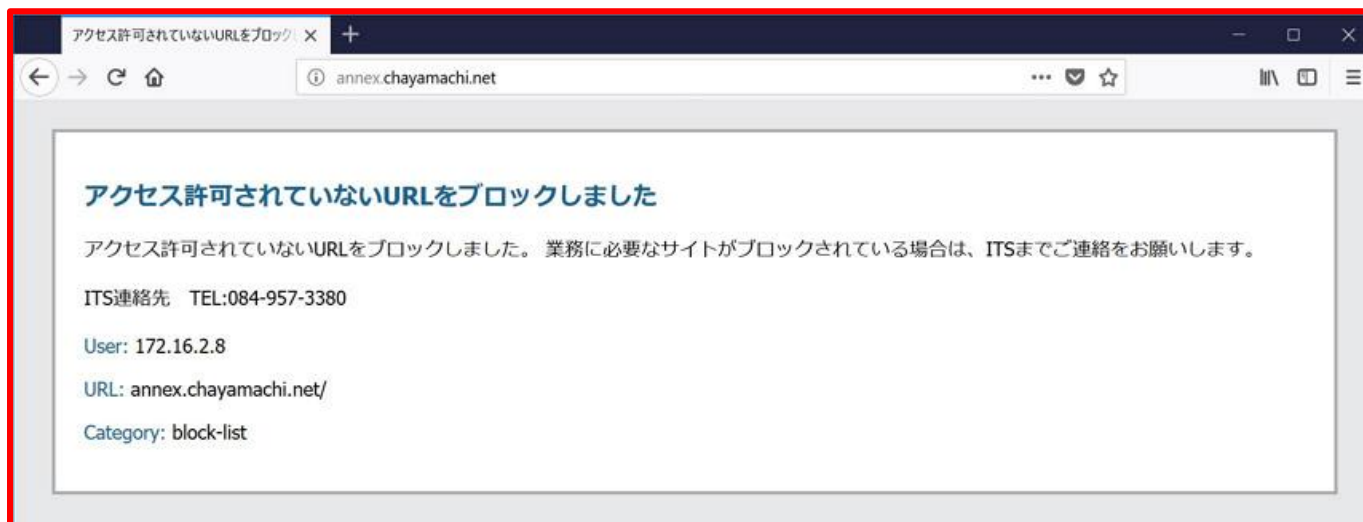 アクセス許可されていないURLをブロック
annex.chayamachi.net
アクセス許可されていないURLをブロックしました
アクセス許可されていないURLをブロックしました。 業務に必要なサイトがブロックされている場合は、ITSまでご連絡をお願いします。
ITS連絡先　TEL:084-957-3380
User: 172.16.2.8
URL: annex.chayamachi.net/
Category: block-list